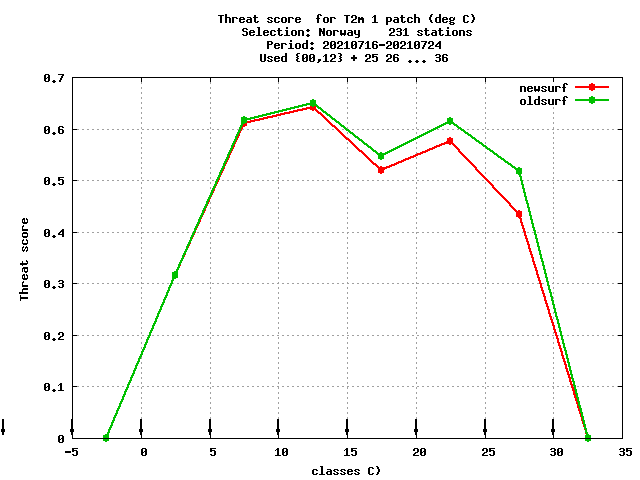 Threat score  for T2m 1 patch (deg C)
Selection: Norway    231 stations
Period: 20210716-20210724
Used {00,12} + 25 26 ... 36
newsurf
oldsurf
0.7
0.6
0.5
0.4
0.3
0.2
0.1
0
Threat score
-5 0 5 10 15 20 25 30 35
classes C)